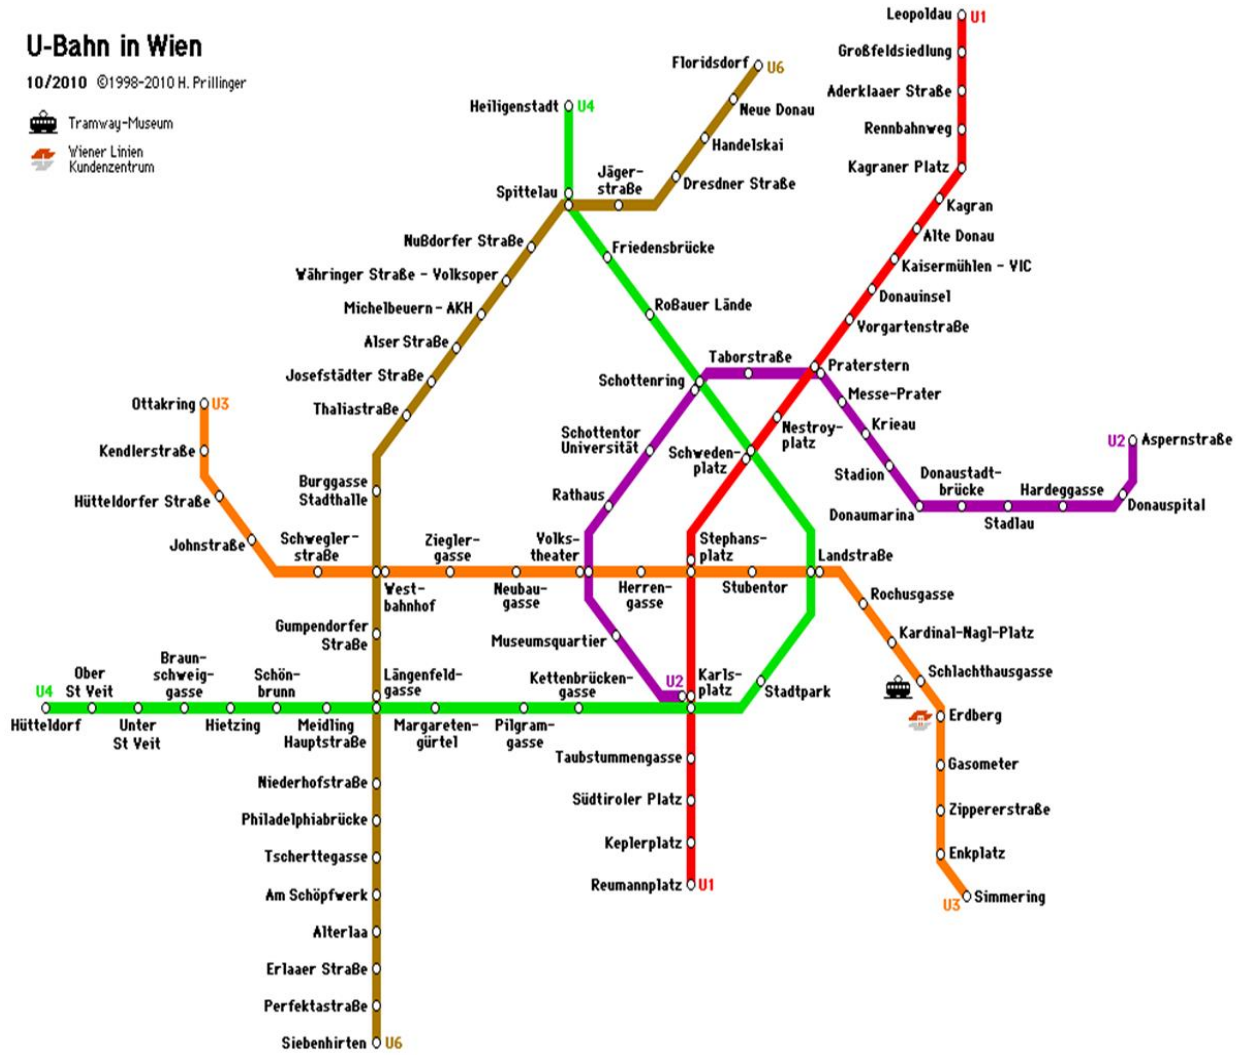 U-Bahn in Wien
10/2010 ©1998-2010 H. Prillinger
Tramway-Museum
Wiener Linien
Kundenzentrum
Leopoldau
U1
Großfeldsiedlung
Aderklaaer Straße
Rennbahnweg
Kagraner Platz
Kagran
Alte Donau
Kaisermühlen - VIC
Donauinsel
Vorgartenstraße
Praterstern
Nestroy-
platz
Schweden-
platz
Stephans-
platz
Karls-
platz
Taubstummengasse
Südtiroler Platz
Keplerplatz
Reumannplatz
U1
Floridsdorf
U6
Neue Donau
Handelskai
Dresdner Straße
Jäger-
straße
Spittelau
Nußdorfer Straße
Währinger Straße - Volksoper
Michelbeuern - AKH
Alser Straße
Josefstädter Straße
Thaliastraße
Burggasse
Stadthalle
West-
bahnhof
Gumpendorfer
Straße
Längenfeld-
gasse
Niederhofstraße
Philadelphiabrücke
Tscherttegasse
Am Schöpfwerk
Alterlaa
Erlaaer Straße
Perfektastraße
Siebenhirten
U6
Heiligenstadt
U4
Friedensbrücke
Roßauer Lände
Schottenring
Landstraße
Stadtpark
Kettenbrücken-
gasse
Pilgram-
gasse
Margareten-
gürtel
Meidling
Hauptstraße
Schön-
brunn
Hietzing
Braun-
schweig-
gasse
Unter
St Veit
Ober
St Veit
U4
Hütteldorf
Ottakring
U3
Kendlerstraße
Hütteldorfer Straße
Johnstraße
Schwegler-
straße
Ziegler-
gasse
Neubau-
gasse
Volks-
theater
Herren-
gasse
Stubentor
Rochusgasse
Kardinal-Nagl-Platz
Schlachthausgasse
Erdberg
Gasometer
Zippererstraße
Enkplatz
U3
Simmering
U2
Aspernstraße
Donauspital
Hardeggasse
Stadlau
Donaustadt-
brücke
Donaumarina
Stadion
Krieau
Messe-Prater
Taborstraße
Schottentor
Universität
Rathaus
Museumsquartier
U2